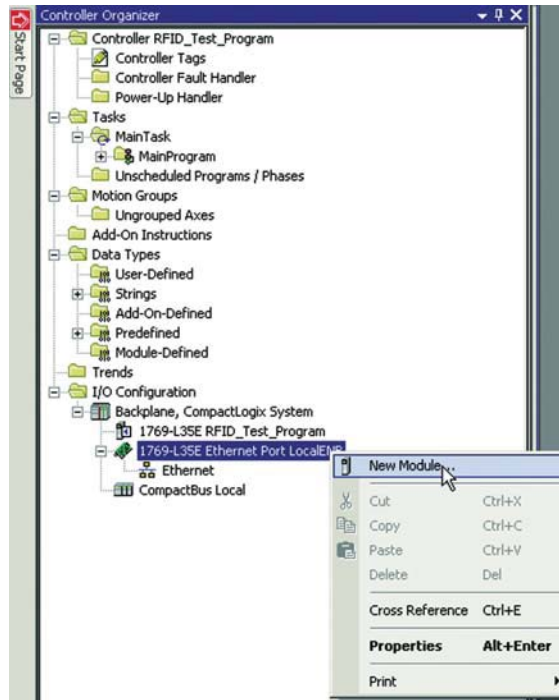 Start Page
Controller Organizer
Controller RFID_Test_Program
Controller Tags
Controller Fault Handler
Power-Up Handler
Tasks
MainTask
MainProgram
Unscheduled Programs / Phases
Motion Groups
Ungrouped Axes
Add-On Instructions
Data Types
User-Defined
Strings
Add-On-Defined
Predefined
Module-Defined
Trends
I/O Configuration
Backplane, CompactLogix System
1769-L35E RFID_Test_Program
1769-L35E Ethernet Port LocalENB
Ethernet
CompactBus Local
New Module...
Cut Ctrl+X
Copy Ctrl+C
Paste Ctrl+V
Delete Del
Cross Reference Ctrl+E
Properties Alt+Enter
Print